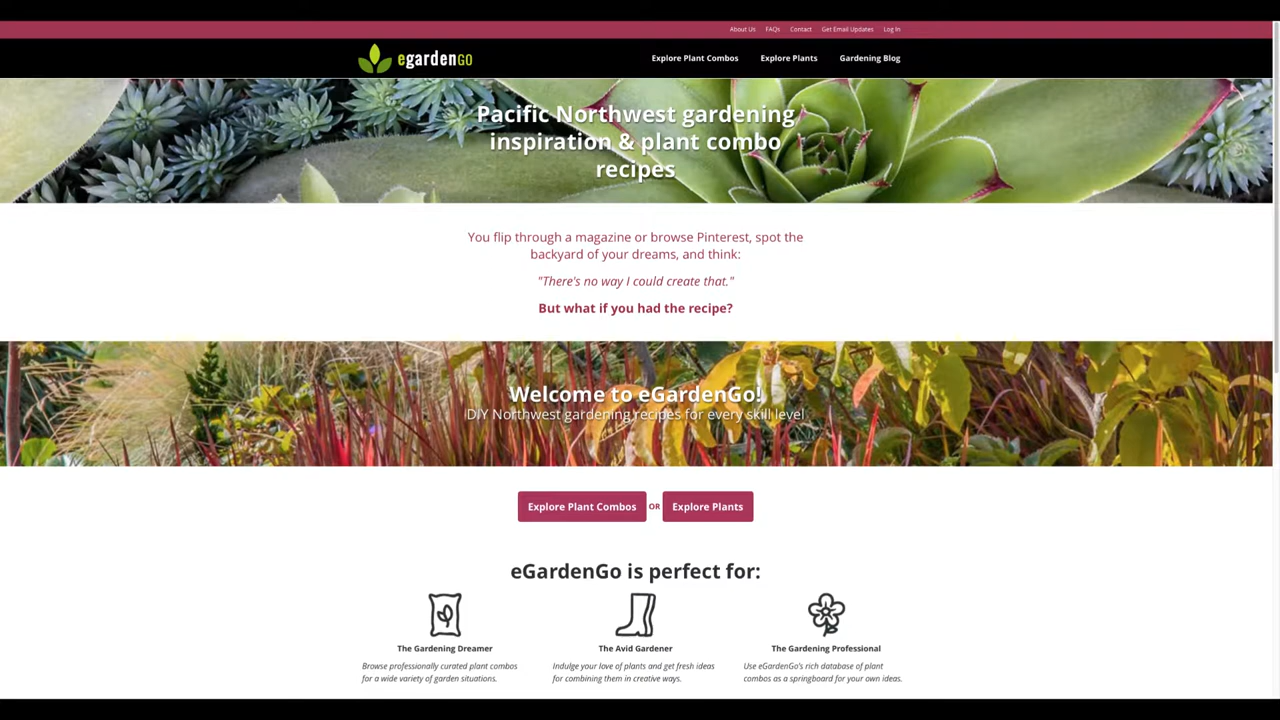 About Us FAQs Contact Get Email Updates Log In
egardenGO Explore Plant Combos Explore Plants Gardening Blog
Pacific Northwest gardening
inspiration & plant combo
recipes
You flip through a magazine or browse Pinterest, spot the
backyard of your dreams, and think:
"There's no way I could create that."
But what if you had the recipe?
Welcome to eGardenGo!
DIY Northwest gardening recipes for every skill level
Explore Plant Combos OR Explore Plants
eGardenGo is perfect for:
The Gardening Dreamer
Browse professionally curated plant combos
for a wide variety of garden situations.
The Avid Gardener
Indulge your love of plants and get fresh ideas
for combining them in creative ways.
The Gardening Professional
Use eGardenGo's rich database of plant
combos as a springboard for your own ideas.